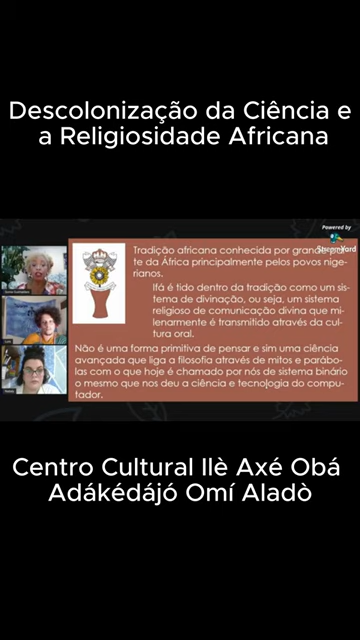 Descolonização da Ciência e
a Religiosidade Africana
Powered by
StreamYard
Tradição africana conhecida por grande par-
te da África principalmente pelos povos nige-
rianos.
Ifá é tido dentro da tradição como um sis-
tema de divinação, ou seja, um sistema
religioso de comunicação divina que mi-
lenarmente é transmitido através da cul-
tura oral.
Não é uma forma primitiva de pensar e sim uma ciência
avançada que liga a filosofia através de mitos e parábo-
las com o que hoje é chamado por nós de sistema binário
o mesmo que nos deu a ciência e tecnologia do compu-
tador.
Centro Cultural Ilè Axé Obá
Adákédájó Omí Aladò